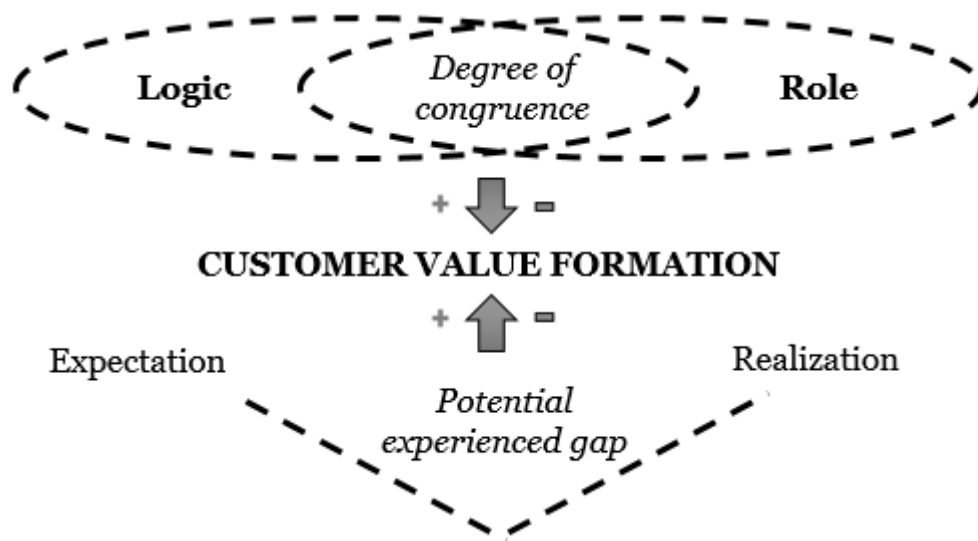 Logic
Degree of
congruence
Role
+ -
CUSTOMER VALUE FORMATION
+ -
Expectation
Realization
Potential
experienced gap